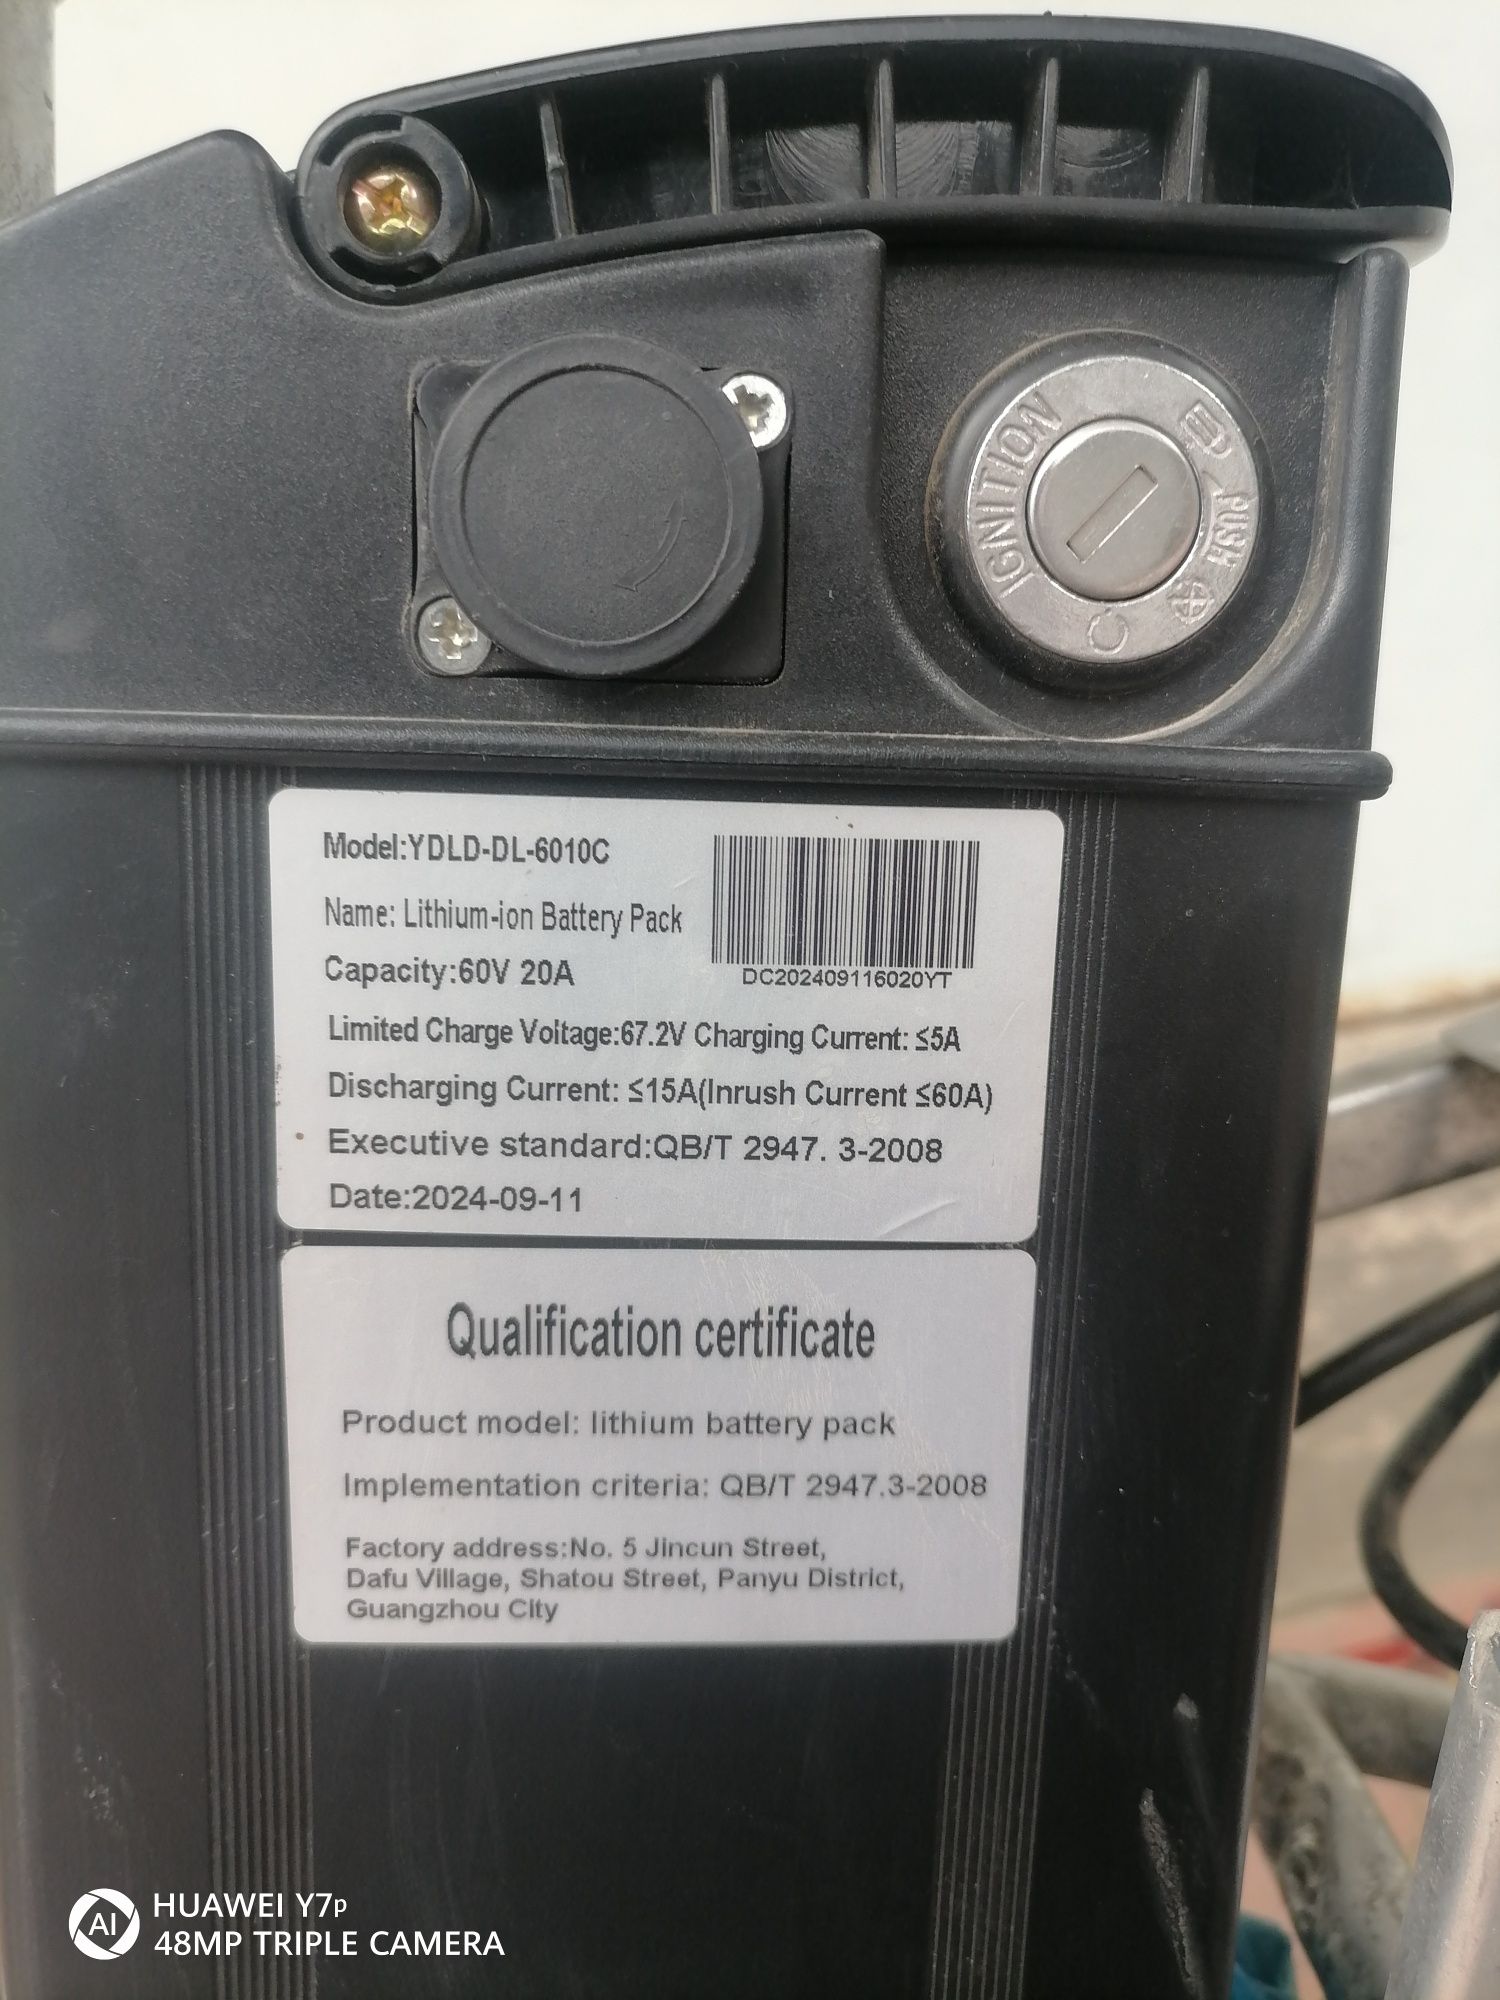 IGNITION
PUSH
Model:YDLD-DL-6010C
Name: Lithium-ion Battery Pack
Capacity:60V 20A
DC202409116020YT
Limited Charge Voltage:67.2V Charging Current: ≤5A
Discharging Current: ≤15A(Inrush Current ≤60A)
Executive standard:QB/T 2947. 3-2008
Date:2024-09-11
Qualification certificate
Product model: lithium battery pack
Implementation criteria: QB/T 2947.3-2008
Factory address:No. 5 Jincun Street,
Dafu Village, Shatou Street, Panyu District,
Guangzhou City
AI
HUAWEI Y7p
48MP TRIPLE CAMERA